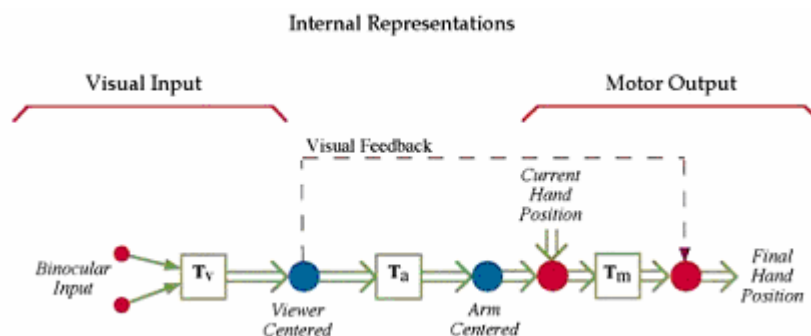 Internal Representations
Visual Input
Motor Output
Visual Feedback
Current
Hand
Position
Binocular
Input
Tv
Ta
Tm
Final
Hand
Position
Viewer
Centered
Arm
Centered